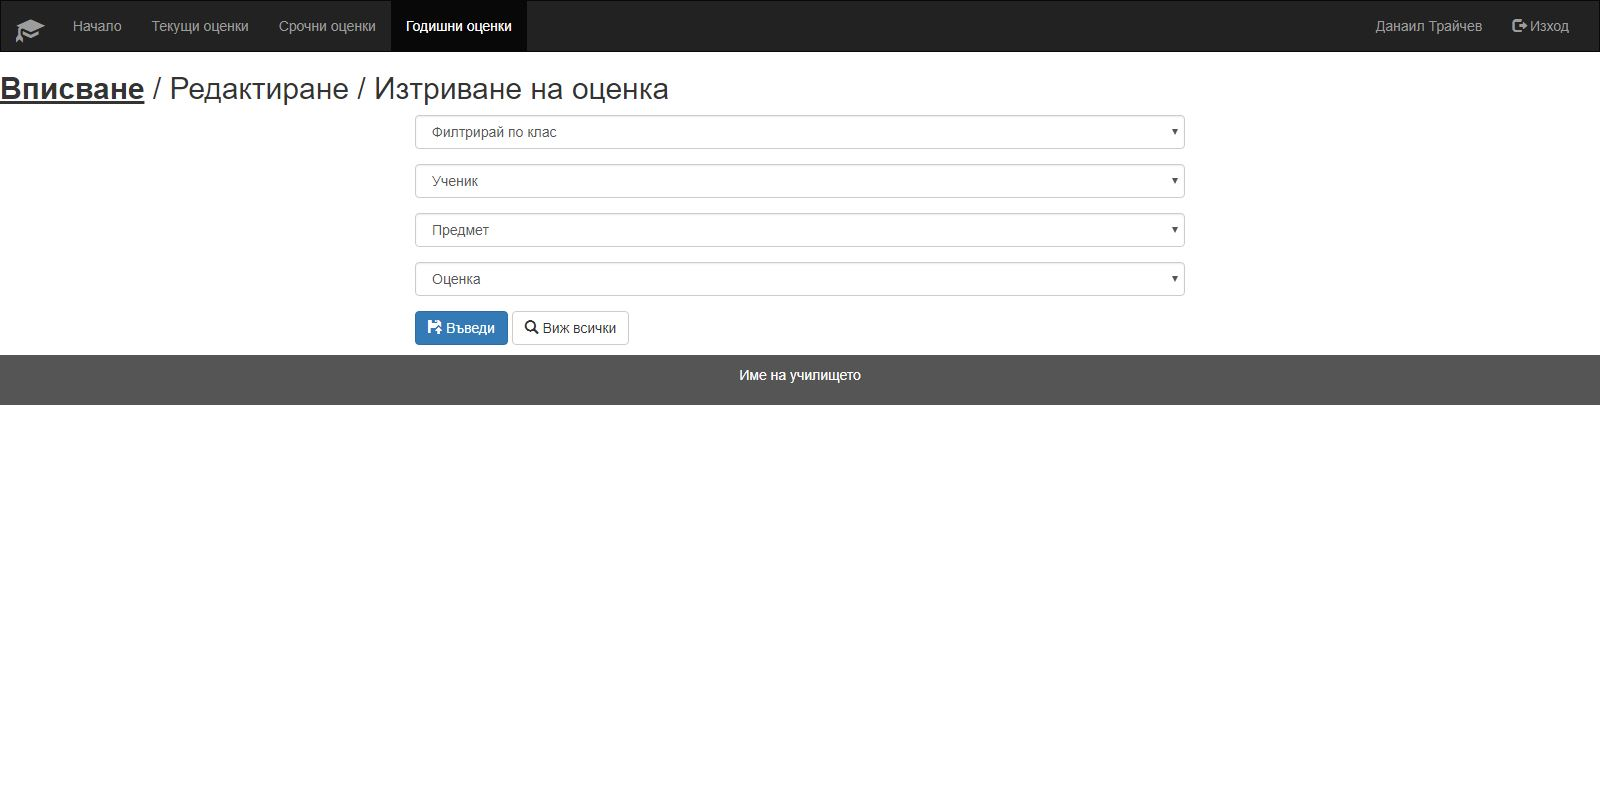 Начало Текущи оценки Срочни оценки Годишни оценки Данаил Трайчев Изход
Вписване / Редактиране / Изтриване на оценка
Филтрирай по клас
Ученик
Предмет
Оценка
Въведи Виж всички
Име на училището